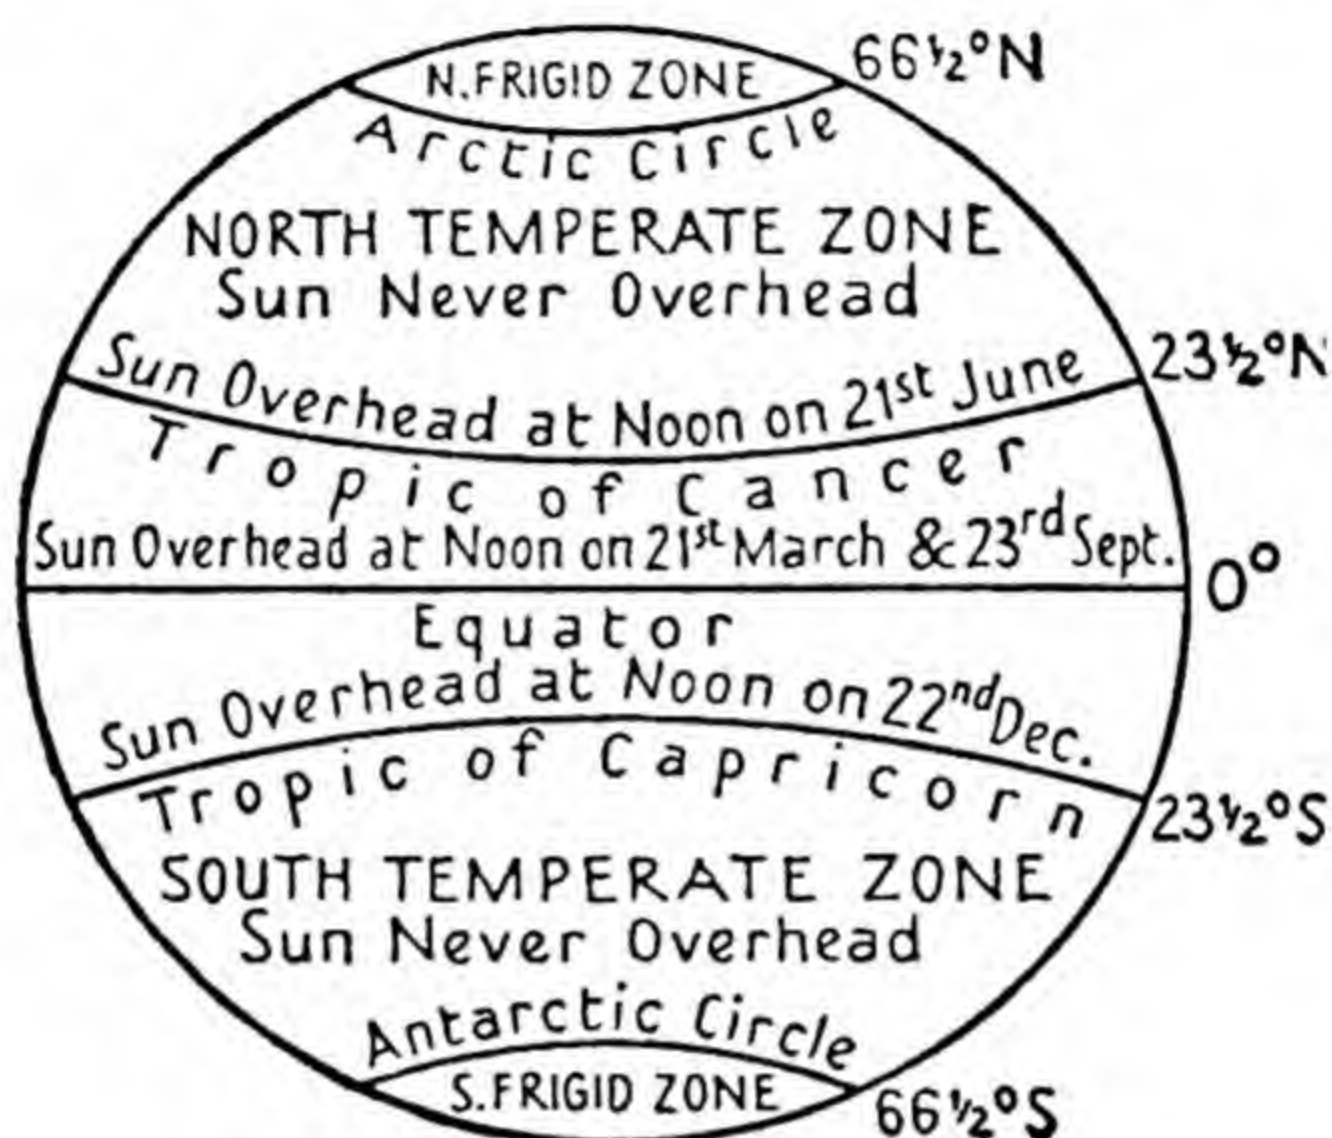 N.FRIGID ZONE
66½°N
Arctic Circle
NORTH TEMPERATE ZONE
Sun Never Overhead
Sun Overhead at Noon on 21st June
23½°N
Tropic of Cancer
Sun Overhead at Noon on 21st March & 23rd Sept.
0°
Equator
Sun Overhead at Noon on 22nd Dec.
Tropic of Capricorn
23½°S
SOUTH TEMPERATE ZONE
Sun Never Overhead
Antarctic Circle
S.FRIGID ZONE
66½°S